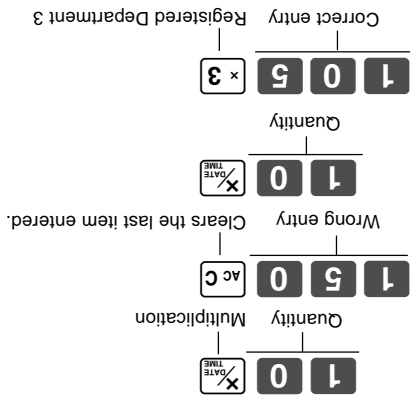 1 0 ×/DATE TIME
Quantity Multiplication
1 5 0 AC C
Wrong entry Clears the last item entered.
1 0 ×/DATE TIME
Quantity
1 0 5 × 3
Correct entry Registered Department 3